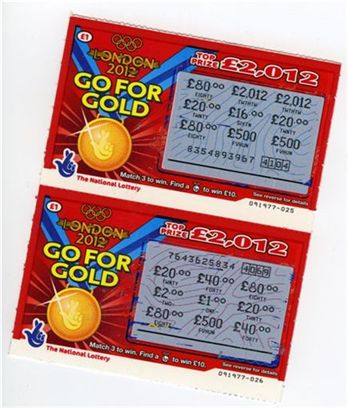 £1
LONDON
2012
GO FOR
GOLD
TOP
PRIZE £2,012
£80.00 £2,012 £2,012
EIGHTY TWTHTW TWTHTW
£20.00 £16.00 £20.00
TWNTY SIXTN TWNTY
£80.00 £500 £500
EIGHTY FVHUN FVHUN
8354893967 4104
Match 3 to win. Find a to win £10.
See reverse for details
The National Lottery
091977-025
£1
LONDON
2012
GO FOR
GOLD
TOP
PRIZE £2,012
7643625834 4069
£20.00 £40.00 £80.00
TWNTY FORTY EIGHTY
£2.00 £1.00 £20.00
TWO ONE TWNTY
£80.00 £500 £40.00
EIGHTY FVHUN FORTY
Match 3 to win. Find a to win £10.
See reverse for details
The National Lottery
091977-026